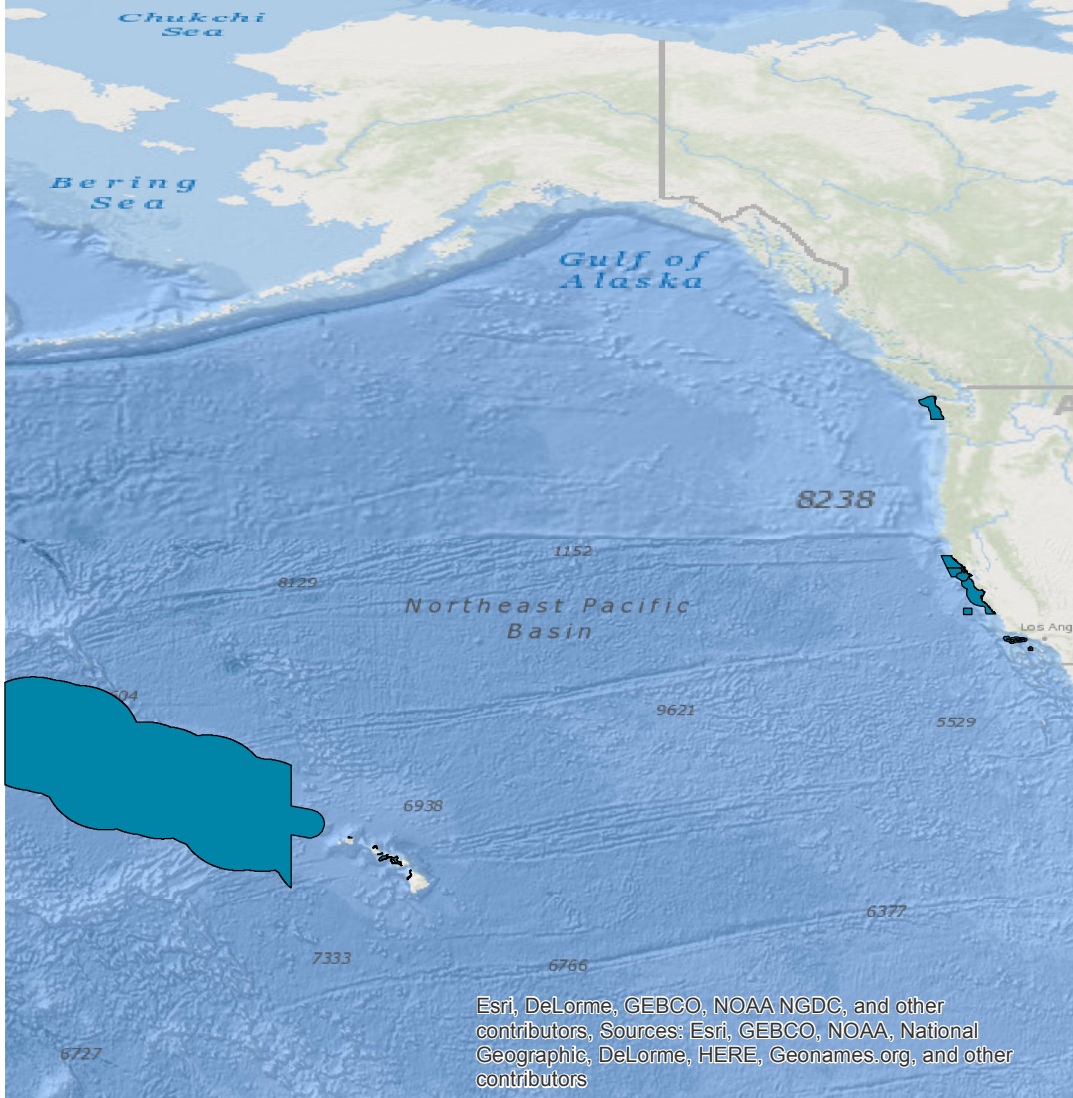 Chukchi
Sea
Bering
Sea
Gulf of
Alaska
A
8238
1152
8129
Northeast Pacific
Basin
Los Ang
504
9621
5529
6938
6377
7333
6766
6727
Esri, DeLorme, GEBCO, NOAA NGDC, and other
contributors, Sources: Esri, GEBCO, NOAA, National
Geographic, DeLorme, HERE, Geonames.org, and other
contributors